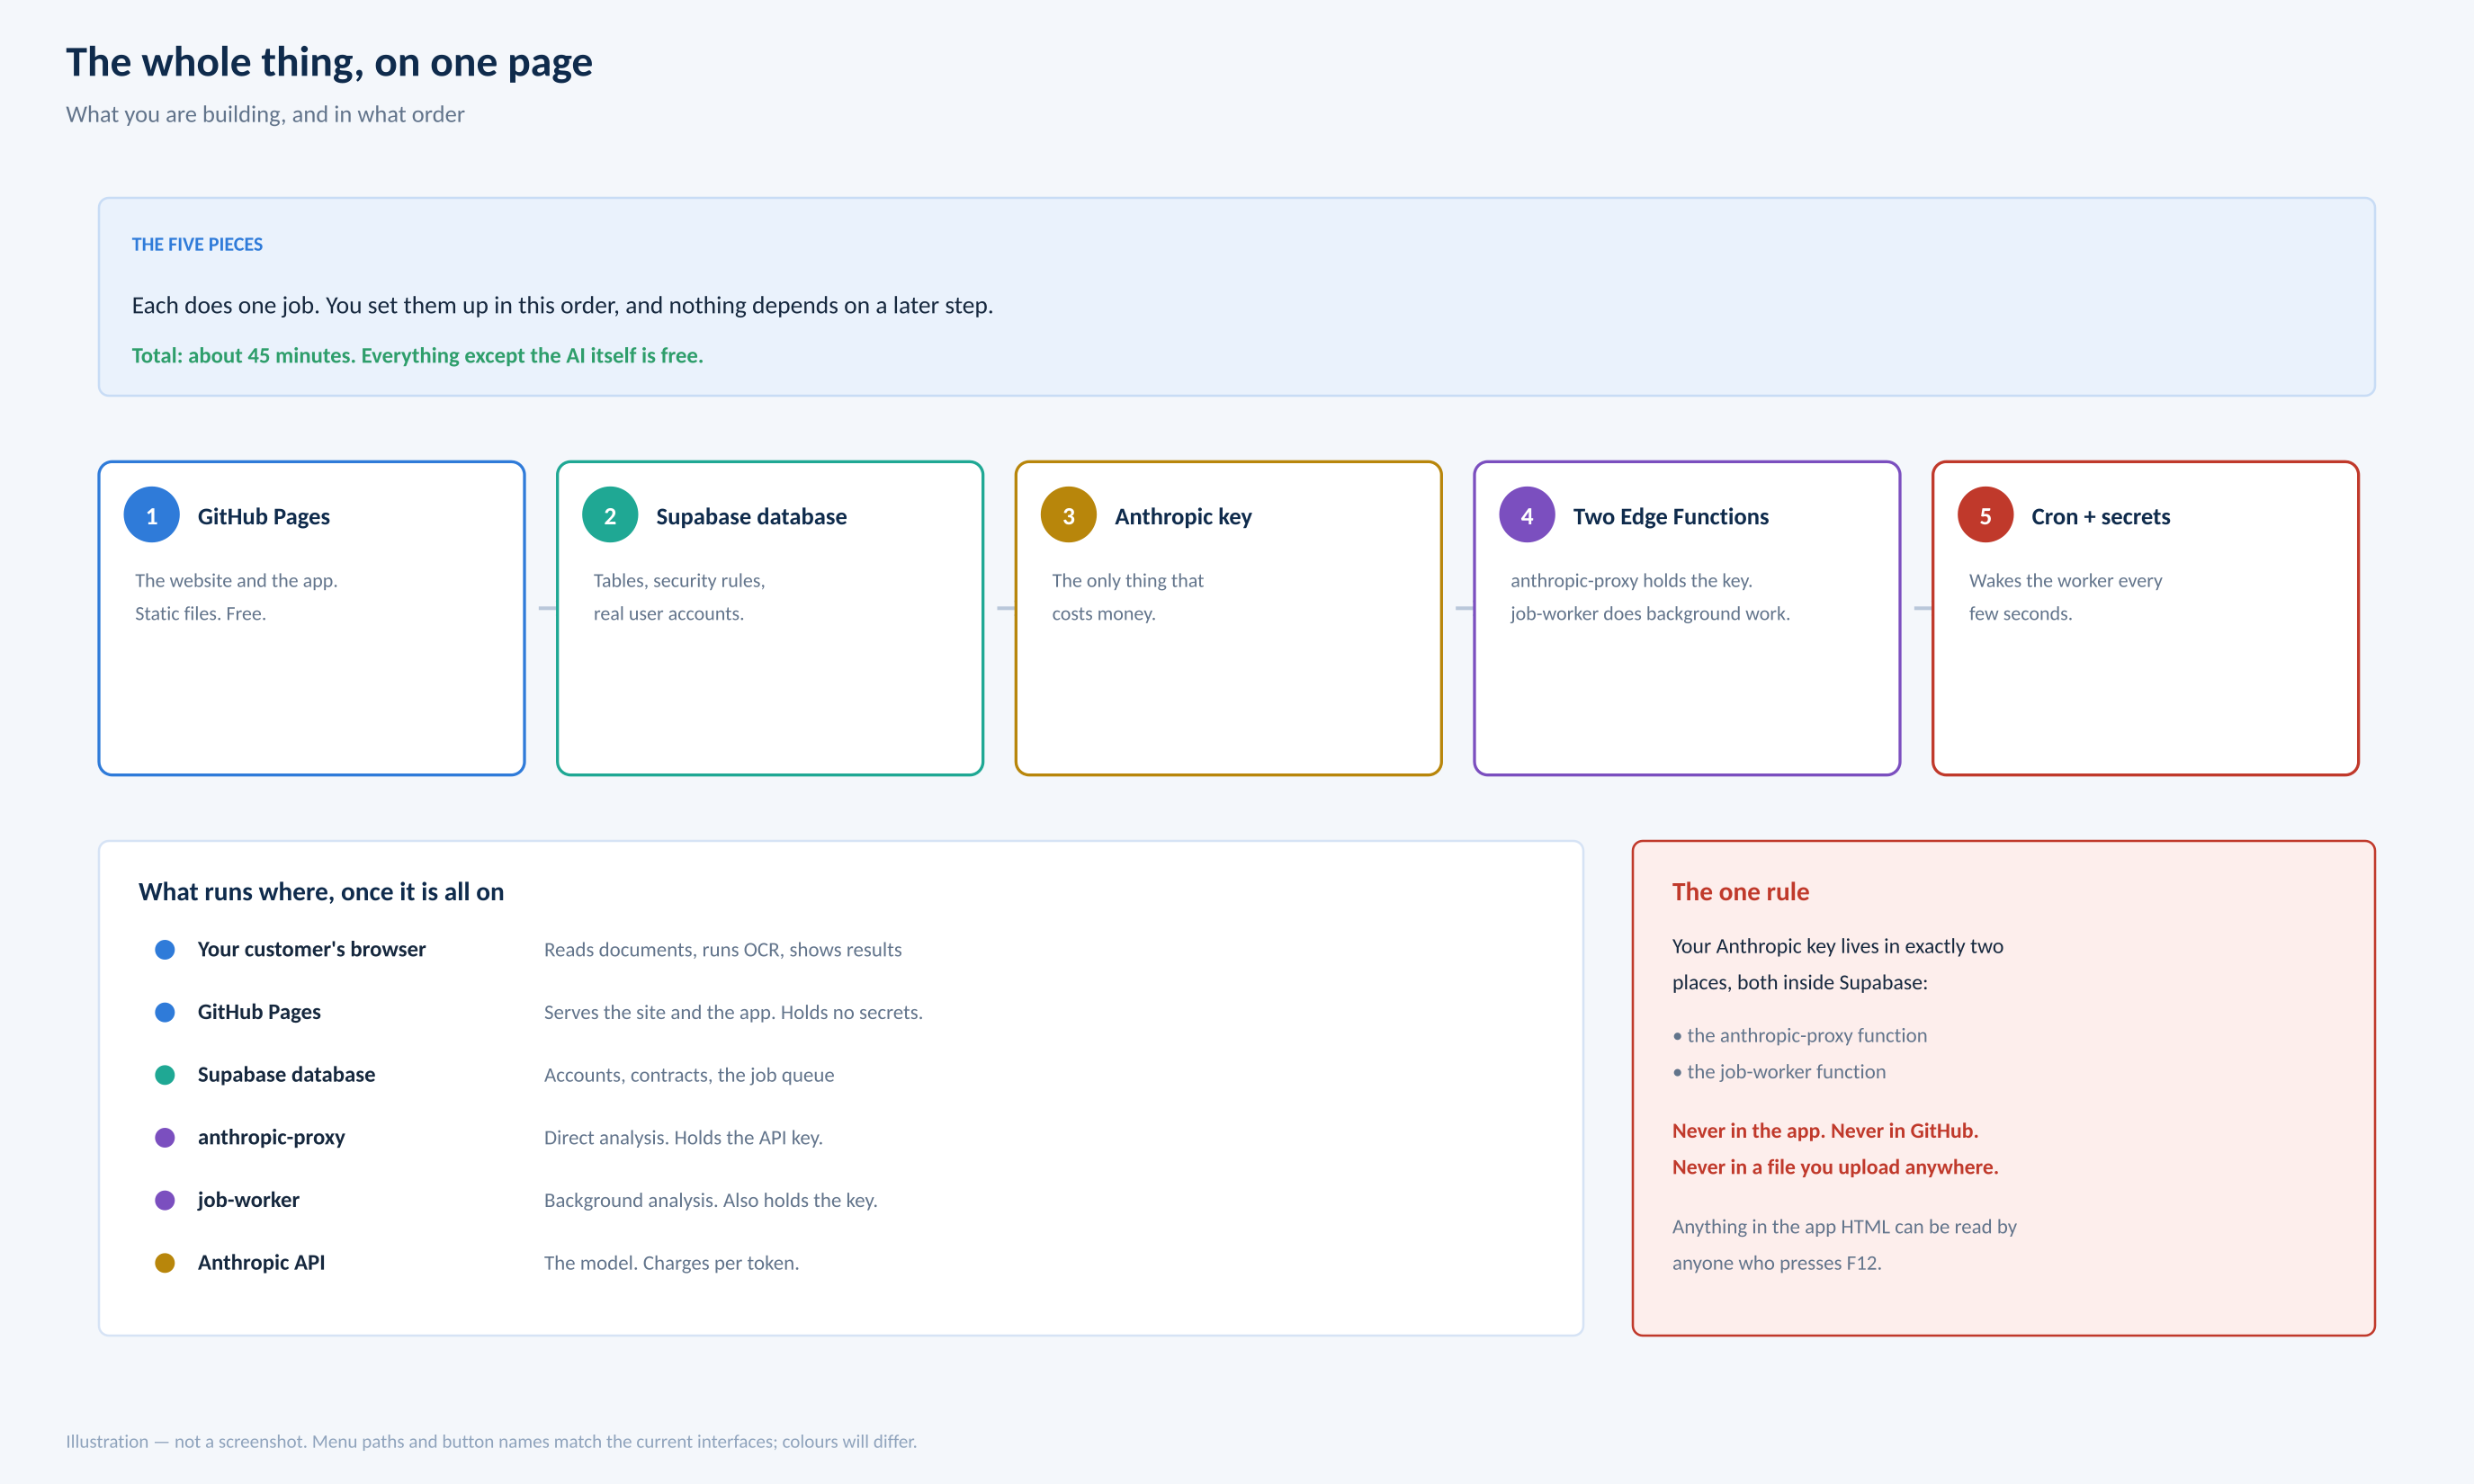 The whole thing, on one page
What you are building, and in what order
THE FIVE PIECES
Each does one job. You set them up in this order, and nothing depends on a later step.
Total: about 45 minutes. Everything except the AI itself is free.
1 GitHub Pages
The website and the app.
Static files. Free.
2 Supabase database
Tables, security rules,
real user accounts.
3 Anthropic key
The only thing that
costs money.
4 Two Edge Functions
anthropic-proxy holds the key.
job-worker does background work.
5 Cron + secrets
Wakes the worker every
few seconds.
What runs where, once it is all on
Your customer's browser Reads documents, runs OCR, shows results
GitHub Pages Serves the site and the app. Holds no secrets.
Supabase database Accounts, contracts, the job queue
anthropic-proxy Direct analysis. Holds the API key.
job-worker Background analysis. Also holds the key.
Anthropic API The model. Charges per token.
The one rule
Your Anthropic key lives in exactly two
places, both inside Supabase:
• the anthropic-proxy function
• the job-worker function
Never in the app. Never in GitHub.
Never in a file you upload anywhere.
Anything in the app HTML can be read by
anyone who presses F12.
Illustration — not a screenshot. Menu paths and button names match the current interfaces; colours will differ.